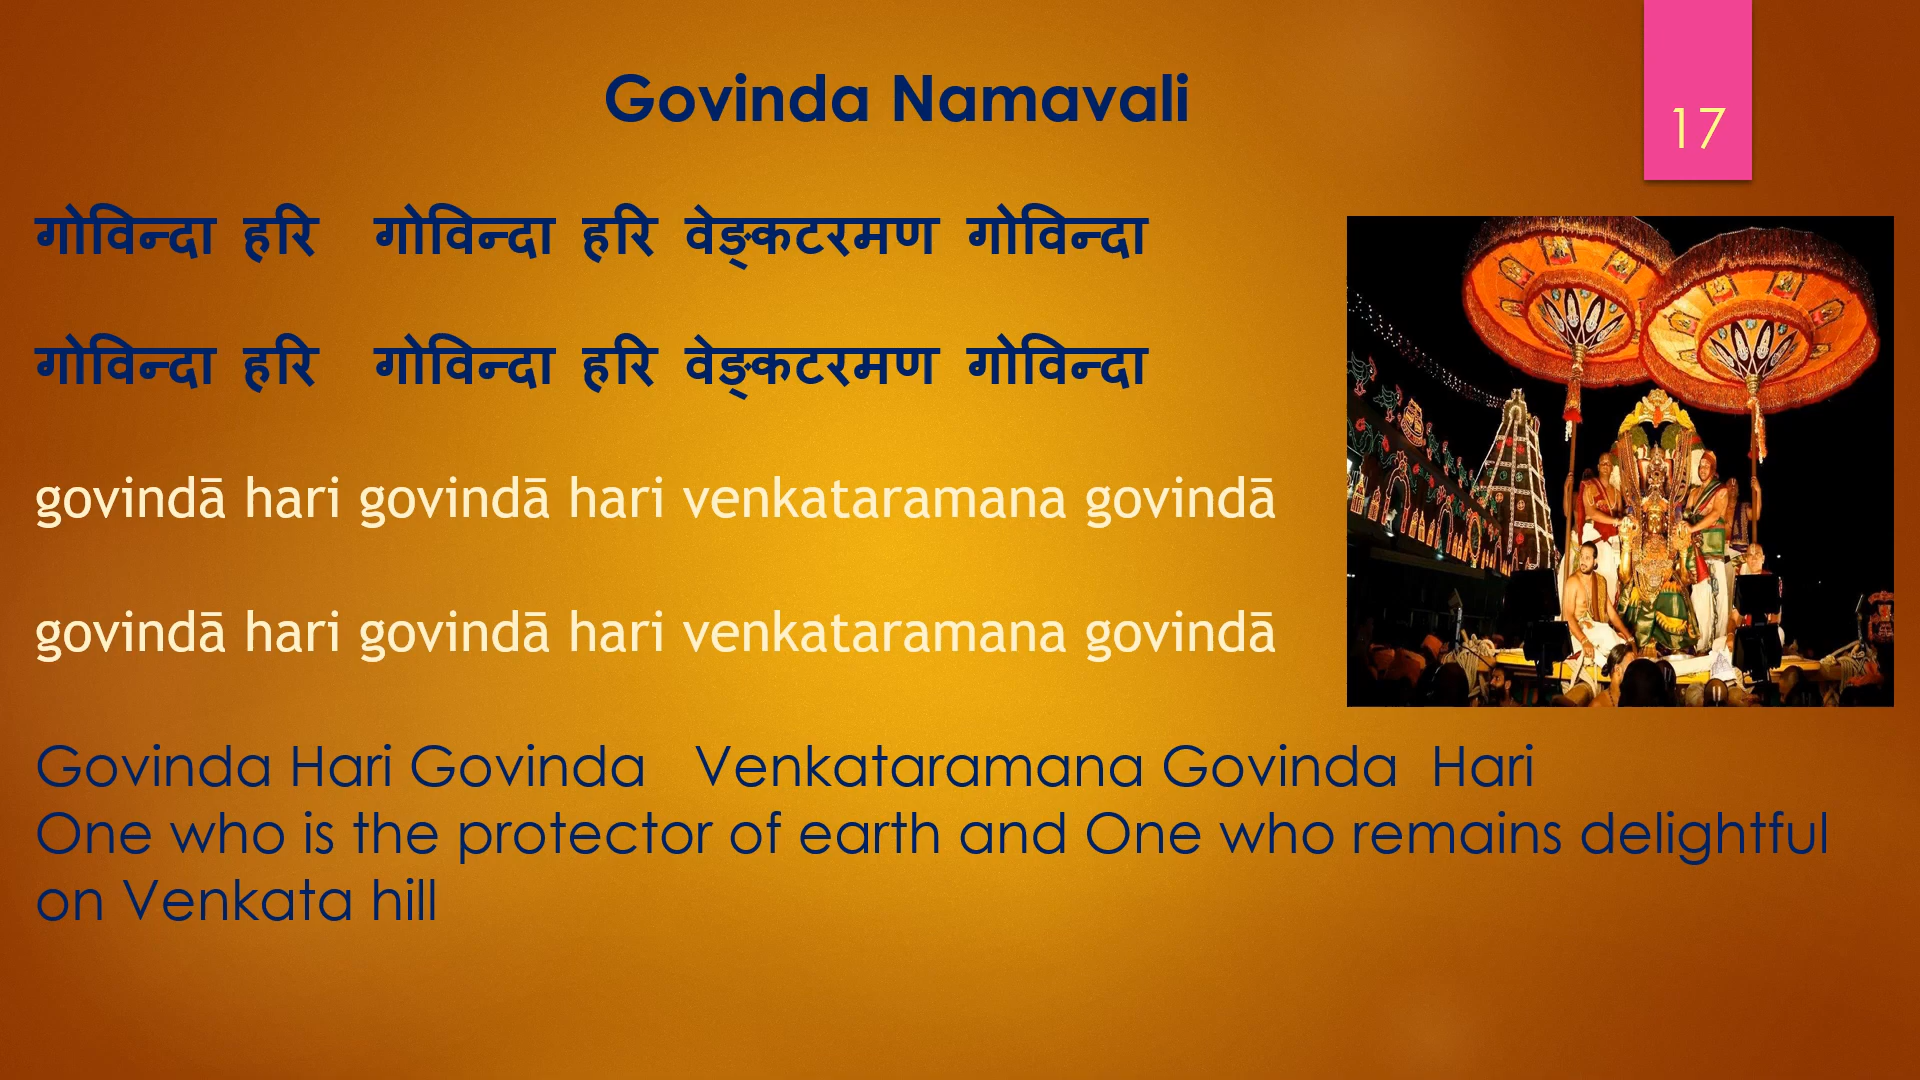 Govinda Namavali
17
गोविन्दा हरि गोविन्दा हरि वेङ्कटरमण गोविन्दा
गोविन्दा हरि गोविन्दा हरि वेङ्कटरमण गोविन्दा
govindā hari govindā hari venkataramana govindā
govindā hari govindā hari venkataramana govindā
Govinda Hari Govinda Venkataramana Govinda Hari
One who is the protector of earth and One who remains delightful
on Venkata hill